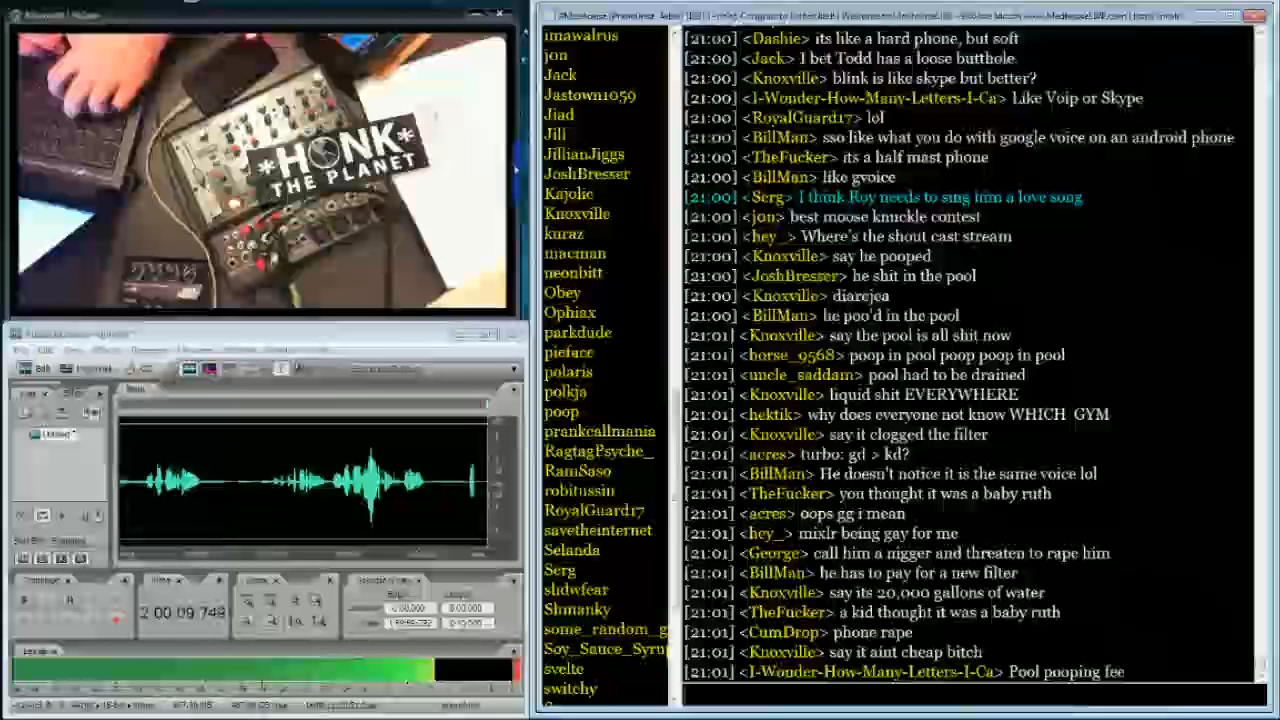 *HONK*
THE PLANET
Edit
2:00:09.748
imawalrus
jon
Jack
Jastown1059
Jiad
Jill
JillianJiggs
JoshBresser
Kajolic
Knoxville
kuraz
macman
neonbitt
Obey
Ophiax
parkdude
pieface
polaris
polkja
poop
prankcallmania
RagtagPsyche_
RamSaso
robitussin
RoyalGuard17
savetheinternet
Selanda
Serg
shdwfear
Shmanky
some_random_g
Soy_Sauce_Syru
svelte
switchy
[21:00] <Dashie> its like a hard phone, but soft
[21:00] <Jack> I bet Todd has a loose butthole
[21:00] <Knoxville> blink is like skype but better?
[21:00] <I-Wonder-How-Many-Letters-I-Ca> Like Voip or Skype
[21:00] <RoyalGuard17> lol
[21:00] <BillMan> sso like what you do with google voice on an android phone
[21:00] <TheFucker> its a half mast phone
[21:00] <BillMan> like gvoice
[21:00] <Serg> I think Roy needs to sing him a love song
[21:00] <jon> best moose knuckle contest
[21:00] <hey_> Where's the shout cast stream
[21:00] <Knoxville> say he pooped
[21:00] <JoshBresser> he shit in the pool
[21:00] <Knoxville> diarejea
[21:00] <BillMan> he poo'd in the pool
[21:01] <Knoxville> say the pool is all shit now
[21:01] <horse_9568> poop in pool poop poop in pool
[21:01] <uncle_saddam> pool had to be drained
[21:01] <Knoxville> liquid shit EVERYWHERE
[21:01] <hektik> why does everyone not know WHICH GYM
[21:01] <Knoxville> say it clogged the filter
[21:01] <acres> turbo: gd > kd?
[21:01] <BillMan> He doesn't notice it is the same voice lol
[21:01] <TheFucker> you thought it was a baby ruth
[21:01] <acres> oops gg i mean
[21:01] <hey_> mixlr being gay for me
[21:01] <George> call him a nigger and threaten to rape him
[21:01] <BillMan> he has to pay for a new filter
[21:01] <Knoxville> say its 20,000 gallons of water
[21:01] <TheFucker> a kid thought it was a baby ruth
[21:01] <CumDrop> phone rape
[21:01] <Knoxville> say it aint cheap bitch
[21:01] <I-Wonder-How-Many-Letters-I-Ca> Pool pooping fee